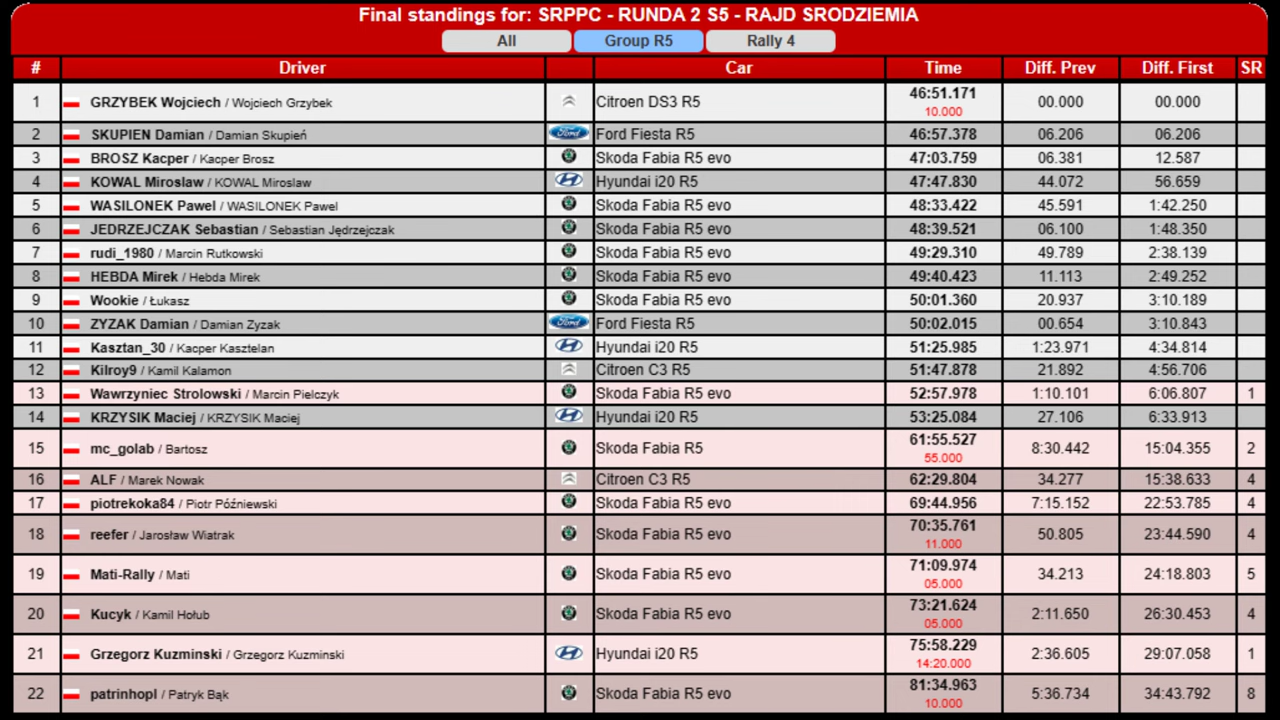 Final standings for: SRPPC - RUNDA 2 S5 - RAJD SRODZIEMIA
All Group R5 Rally 4
# Driver Car Time Diff. Prev Diff. First SR
1 GRZYBEK Wojciech / Wojciech Grzybek Citroen DS3 R5 46:51.171 00.000 00.000
10.000
2 SKUPIEN Damian / Damian Skupień Ford Ford Fiesta R5 46:57.378 06.206 06.206
3 BROSZ Kacper / Kacper Brosz Skoda Fabia R5 evo 47:03.759 06.381 12.587
4 KOWAL Miroslaw / KOWAL Miroslaw Hyundai i20 R5 47:47.830 44.072 56.659
5 WASILONEK Pawel / WASILONEK Pawel Skoda Fabia R5 evo 48:33.422 45.591 1:42.250
6 JEDRZEJCZAK Sebastian / Sebastian Jędrzejczak Skoda Fabia R5 evo 48:39.521 06.100 1:48.350
7 rudi_1980 / Marcin Rutkowski Skoda Fabia R5 evo 49:29.310 49.789 2:38.139
8 HEBDA Mirek / Hebda Mirek Skoda Fabia R5 evo 49:40.423 11.113 2:49.252
9 Wookie / Łukasz Skoda Fabia R5 evo 50:01.360 20.937 3:10.189
10 ZYZAK Damian / Damian Zyzak Ford Ford Fiesta R5 50:02.015 00.654 3:10.843
11 Kasztan_30 / Kacper Kasztelan Hyundai i20 R5 51:25.985 1:23.971 4:34.814
12 Kilroy9 / Kamil Kalamon Citroen C3 R5 51:47.878 21.892 4:56.706
13 Wawrzyniec Strolowski / Marcin Pielczyk Skoda Fabia R5 evo 52:57.978 1:10.101 6:06.807 1
14 KRZYSIK Maciej / KRZYSIK Maciej Hyundai i20 R5 53:25.084 27.106 6:33.913
15 mc_golab / Bartosz Skoda Fabia R5 61:55.527 8:30.442 15:04.355 2
55.000
16 ALF / Marek Nowak Citroen C3 R5 62:29.804 34.277 15:38.633 4
17 piotrekoka84 / Piotr Późniewski Skoda Fabia R5 evo 69:44.956 7:15.152 22:53.785 4
18 reefer / Jarosław Wiatrak Skoda Fabia R5 evo 70:35.761 50.805 23:44.590 4
11.000
19 Mati-Rally / Mati Skoda Fabia R5 evo 71:09.974 34.213 24:18.803 5
05.000
20 Kucyk / Kamil Hołub Skoda Fabia R5 evo 73:21.624 2:11.650 26:30.453 4
05.000
21 Grzegorz Kuzminski / Grzegorz Kuzminski Hyundai i20 R5 75:58.229 2:36.605 29:07.058 1
14:20.000
22 patrinhopl / Patryk Bąk Skoda Fabia R5 evo 81:34.963 5:36.734 34:43.792 8
10.000